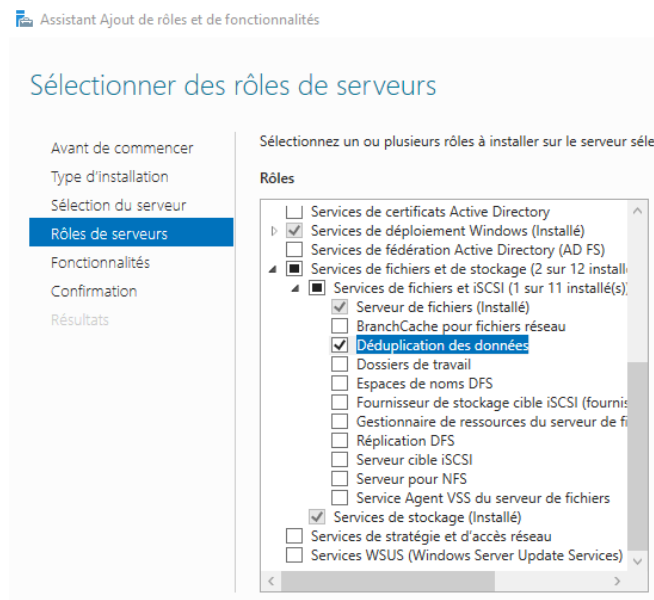 Assistant Ajout de rôles et de fonctionnalités
Sélectionner des rôles de serveurs
Avant de commencer
Type d'installation
Sélection du serveur
Rôles de serveurs
Fonctionnalités
Confirmation
Résultats
Sélectionnez un ou plusieurs rôles à installer sur le serveur séle
Rôles
Services de certificats Active Directory
Services de déploiement Windows (Installé)
Services de fédération Active Directory (AD FS)
Services de fichiers et de stockage (2 sur 12 install
Services de fichiers et iSCSI (1 sur 11 installé(s)
Serveur de fichiers (Installé)
BranchCache pour fichiers réseau
Déduplication des données
Dossiers de travail
Espaces de noms DFS
Fournisseur de stockage cible iSCSI (fournis
Gestionnaire de ressources du serveur de fi
Réplication DFS
Serveur cible iSCSI
Serveur pour NFS
Service Agent VSS du serveur de fichiers
Services de stockage (Installé)
Services de stratégie et d'accès réseau
Services WSUS (Windows Server Update Services)